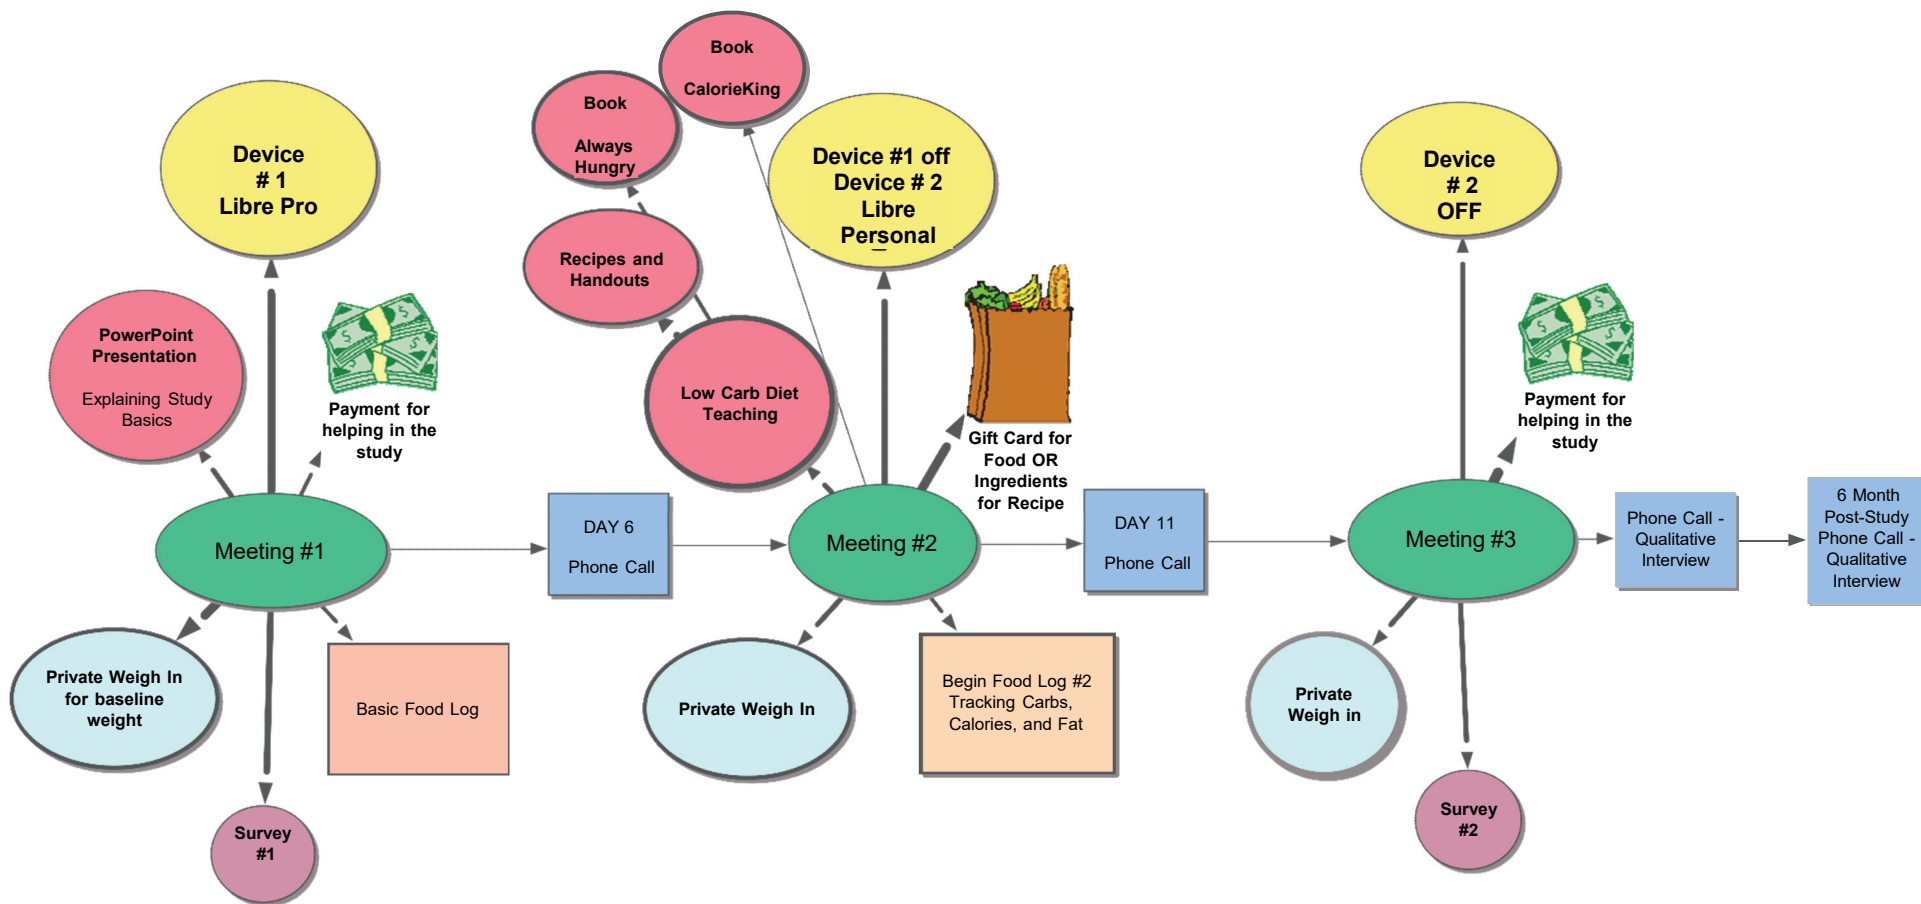 Book
CalorieKing
Book
Always
Hungry
Device
# 1
Libre Pro
Device #1 off
Device # 2
Libre
Personal
Device
# 2
OFF
Recipes and
Handouts
PowerPoint
Presentation
Explaining Study
Basics
Payment for
helping in the
study
Low Carb Diet
Teaching
Gift Card for
Food OR
Ingredients
for Recipe
Payment for
helping in the
study
Meeting #1
DAY 6
Phone Call
Meeting #2
DAY 11
Phone Call
Meeting #3
Phone Call -
Qualitative
Interview
6 Month
Post-Study
Phone Call -
Qualitative
Interview
Private Weigh In
for baseline
weight
Basic Food Log
Private Weigh In
Begin Food Log #2
Tracking Carbs,
Calories, and Fat
Private
Weigh in
Survey
#1
Survey
#2